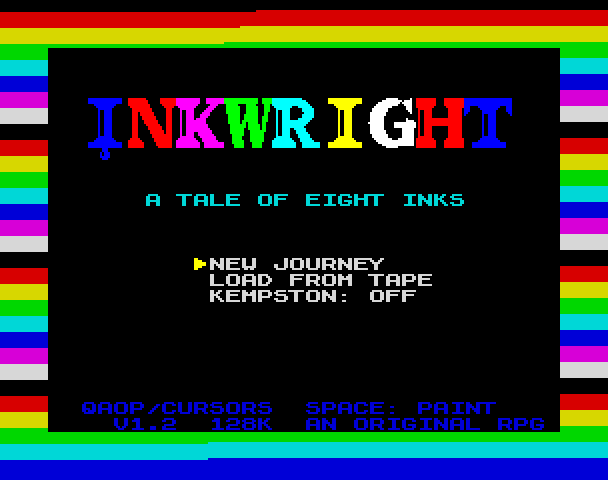 INKWRIGHT
A TALE OF EIGHT INKS
NEW JOURNEY
LOAD FROM TAPE
KEMPSTON: OFF
QAOP/CURSORS SPACE: PAINT
V1.2 128K AN ORIGINAL RPG